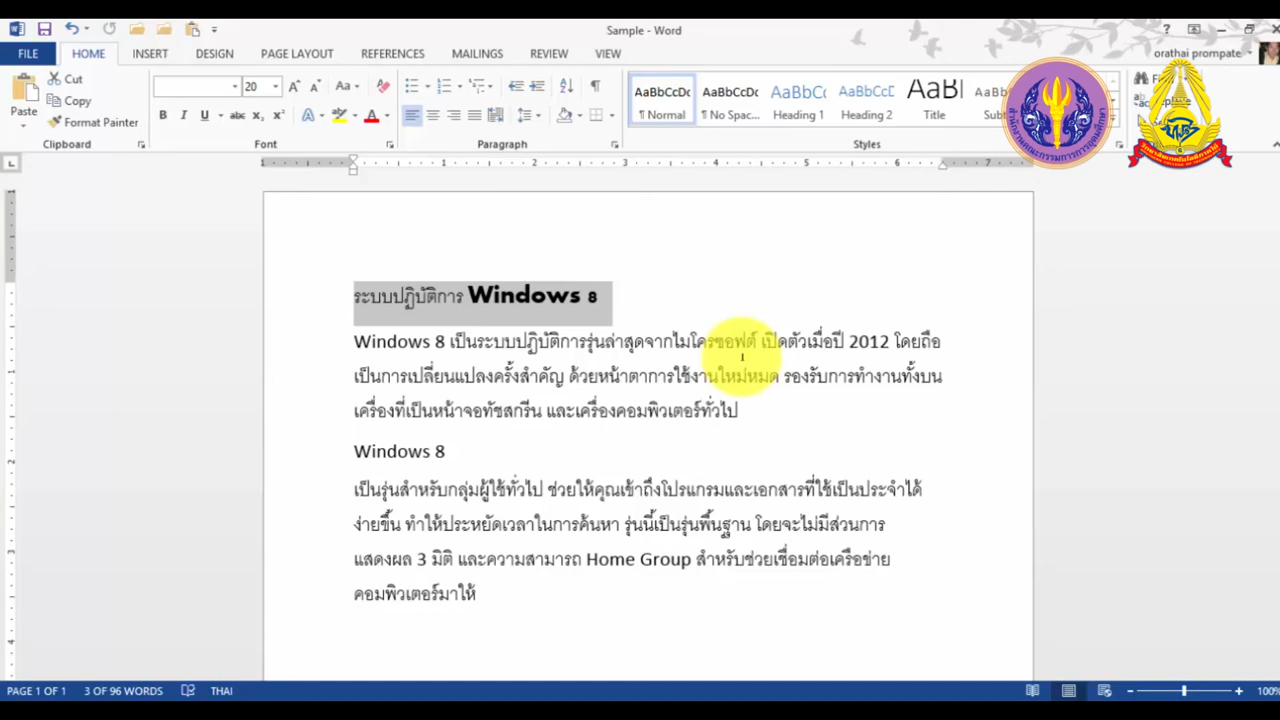 Sample - Word
FILE HOME INSERT DESIGN PAGE LAYOUT REFERENCES MAILINGS REVIEW VIEW
orathai prompate
Paste
Cut
Copy
Format Painter
Clipboard
20
Font
Paragraph
AaBbCcDc AaBbCcDc AaBbCc AaBbCcD AaBl
Normal No Spac... Heading 1 Heading 2 Title
Styles
1 1 2 3 4 5 6 7
ระบบปฏิบัติการ Windows 8
Windows 8 เป็นระบบปฏิบัติการรุ่นล่าสุดจากไมโครซอฟต์ เปิดตัวเมื่อปี 2012 โดยถือ
เป็นการเปลี่ยนแปลงครั้งสำคัญ ด้วยหน้าตาการใช้งานใหม่หมด รองรับการทำงานทั้งบน
เครื่องที่เป็นหน้าจอทัชสกรีน และเครื่องคอมพิวเตอร์ทั่วไป
Windows 8
เป็นรุ่นสำหรับกลุ่มผู้ใช้ทั่วไป ช่วยให้คุณเข้าถึงโปรแกรมและเอกสารที่ใช้เป็นประจำได้
ง่ายขึ้น ทำให้ประหยัดเวลาในการค้นหา รุ่นนี้เป็นรุ่นพื้นฐาน โดยจะไม่มีส่วนการ
แสดงผล 3 มิติ และความสามารถ Home Group สำหรับช่วยเชื่อมต่อเครือข่าย
คอมพิวเตอร์มาให้
PAGE 1 OF 1 3 OF 96 WORDS THAI 100%